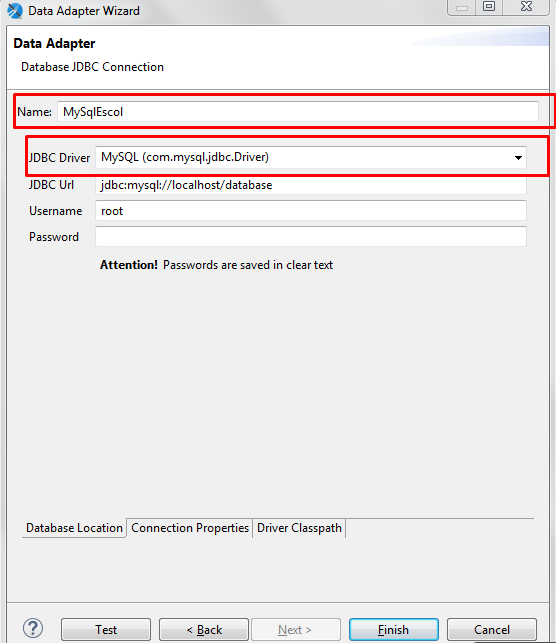 Data Adapter Wizard
Data Adapter
Database JDBC Connection
Name: MySqlEscol
JDBC Driver MySQL (com.mysql.jdbc.Driver)
JDBC Url jdbc:mysql://localhost/database
Username root
Password
Attention! Passwords are saved in clear text
Database Location Connection Properties Driver Classpath
? Test < Back Next > Finish Cancel